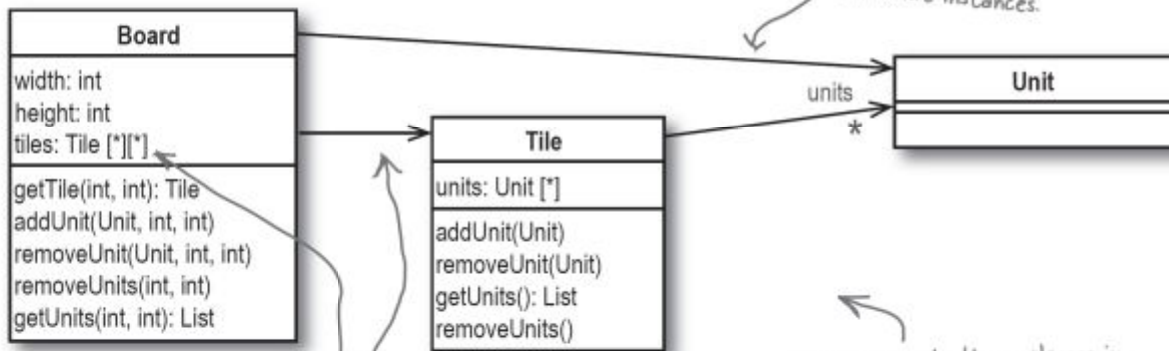 instances.
Board
width: int
height: int
tiles: Tile [*][*]
getTile(int, int): Tile
addUnit(Unit, int, int)
removeUnit(Unit, int, int)
removeUnits(int, int)
getUnits(int, int): List
Tile
units: Unit [*]
addUnit(Unit)
removeUnit(Unit)
getUnits(): List
removeUnits()
units
*
Unit